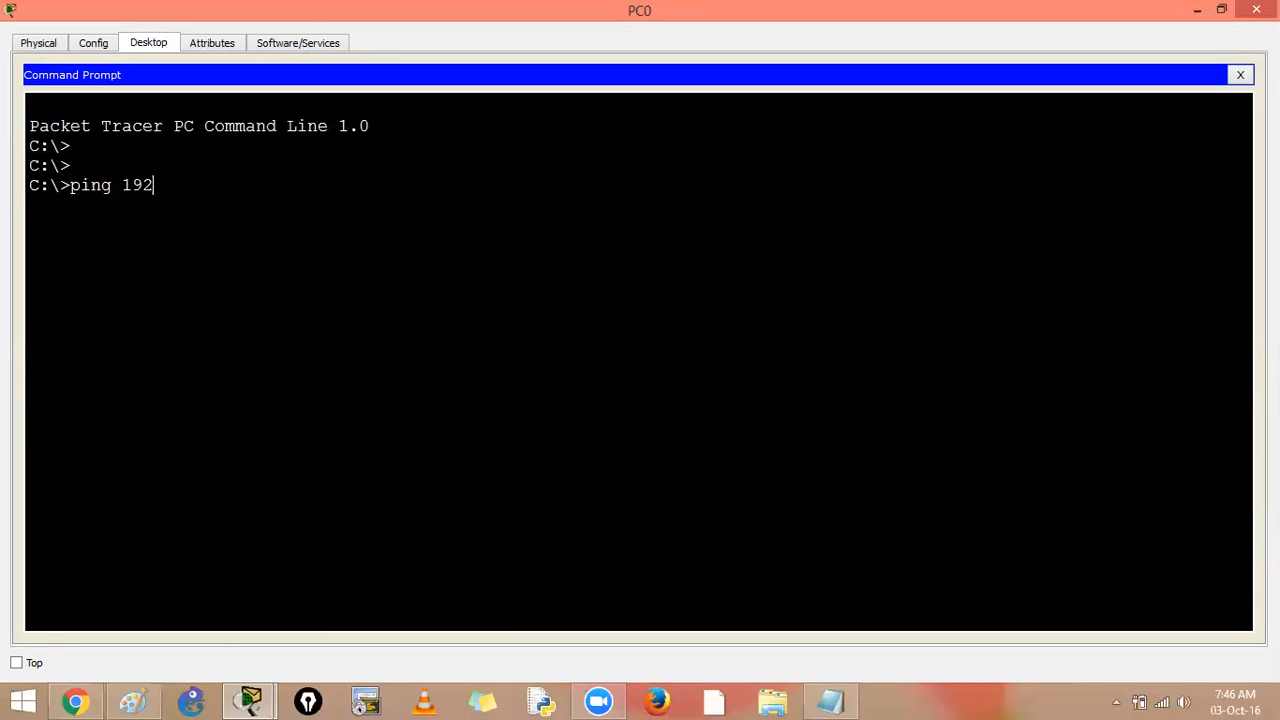 PC0
Physical Config Desktop Attributes Software/Services
Command Prompt
X
Packet Tracer PC Command Line 1.0
C:\>
C:\>
C:\>ping 192
Top
7:46 AM
03-Oct-16